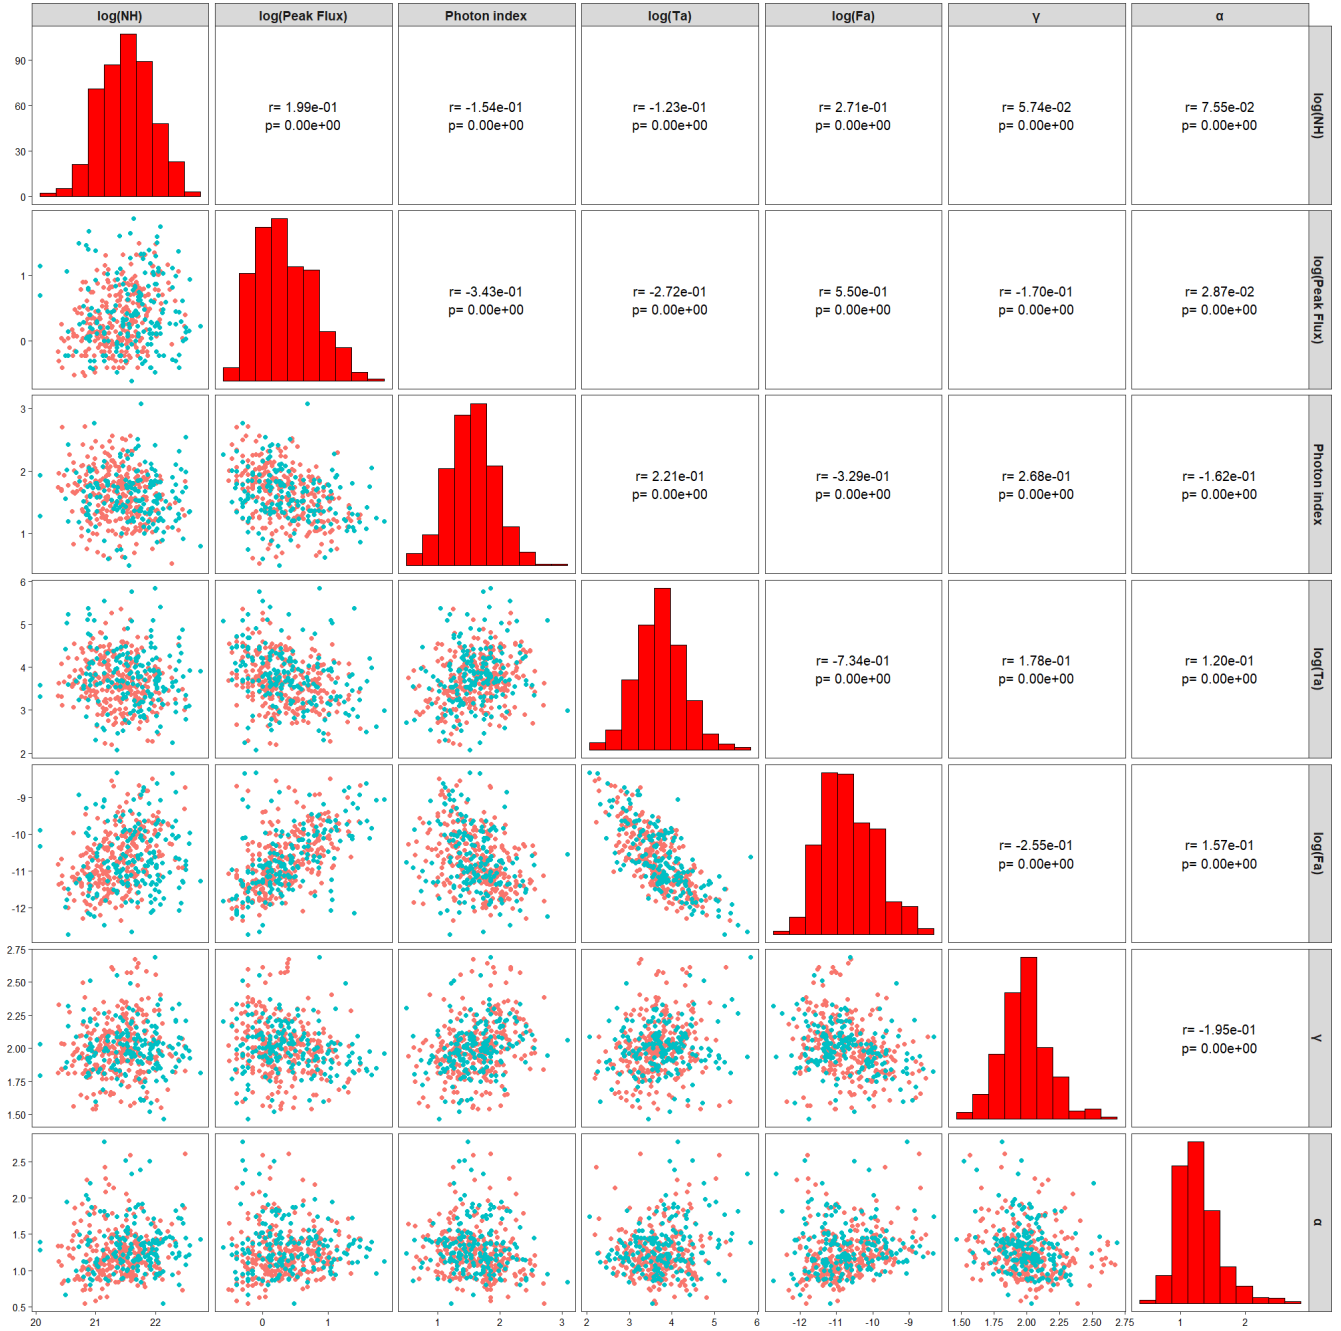 log(NH) log(Peak Flux) Photon index log(Ta) log(Fa) γ α
90
60
30
0
r= 1.99e-01 r= -1.54e-01 r= -1.23e-01 r= 2.71e-01 r= 5.74e-02 r= 7.55e-02
p= 0.00e+00 p= 0.00e+00 p= 0.00e+00 p= 0.00e+00 p= 0.00e+00 p= 0.00e+00
log(NH)
1
0
r= -3.43e-01 r= -2.72e-01 r= 5.50e-01 r= -1.70e-01 r= 2.87e-02
p= 0.00e+00 p= 0.00e+00 p= 0.00e+00 p= 0.00e+00 p= 0.00e+00
log(Peak Flux)
3
2
1
r= 2.21e-01 r= -3.29e-01 r= 2.68e-01 r= -1.62e-01
p= 0.00e+00 p= 0.00e+00 p= 0.00e+00 p= 0.00e+00
Photon index
6
5
4
3
2
r= -7.34e-01 r= 1.78e-01 r= 1.20e-01
p= 0.00e+00 p= 0.00e+00 p= 0.00e+00
log(Ta)
-9
-10
-11
-12
r= -2.55e-01 r= 1.57e-01
p= 0.00e+00 p= 0.00e+00
log(Fa)
2.75
2.50
2.25
2.00
1.75
1.50
r= -1.95e-01
p= 0.00e+00
γ
2.5
2.0
1.5
1.0
0.5
α
20 21 22 0 1 1 2 3 2 3 4 5 6 -12 -11 -10 -9 1.50 1.75 2.00 2.25 2.50 2.75 1 2